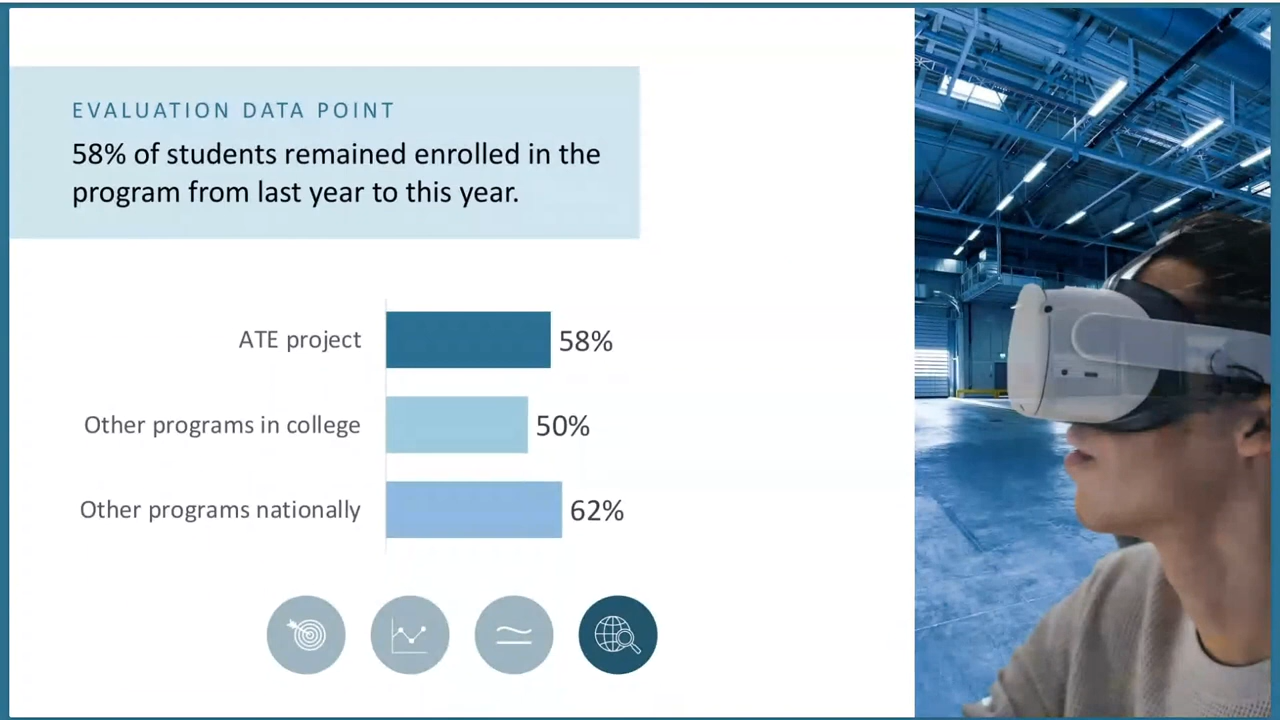 EVALUATION DATA POINT
58% of students remained enrolled in the
program from last year to this year.
ATE project 58%
Other programs in college 50%
Other programs nationally 62%